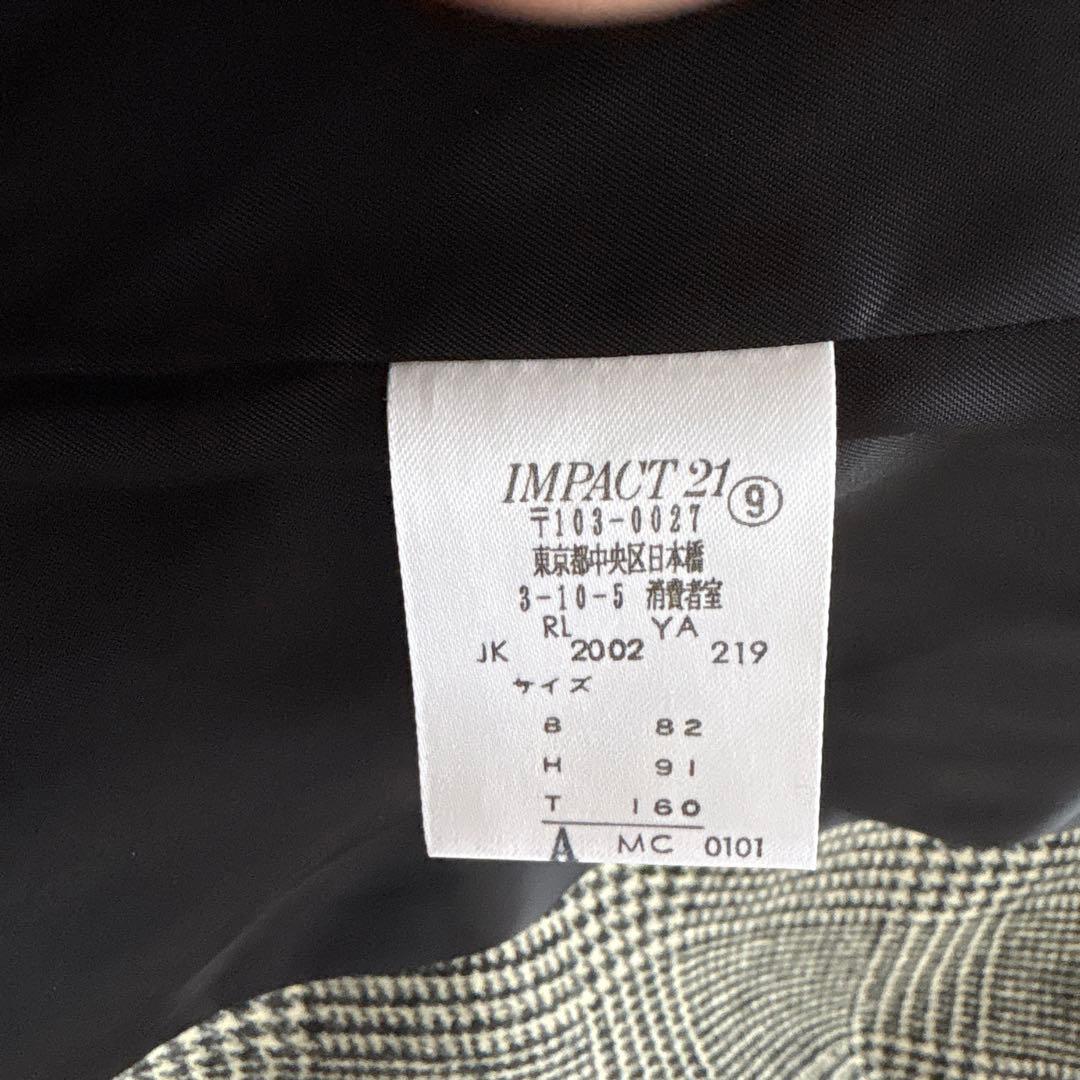 IMPACT 21 ⑨
〒103-0027
東京都中央区日本橋
3-10-5 消費者室
RL YA
JK 2002 219
サイズ
B 82
H 91
T 160
A MC 0101